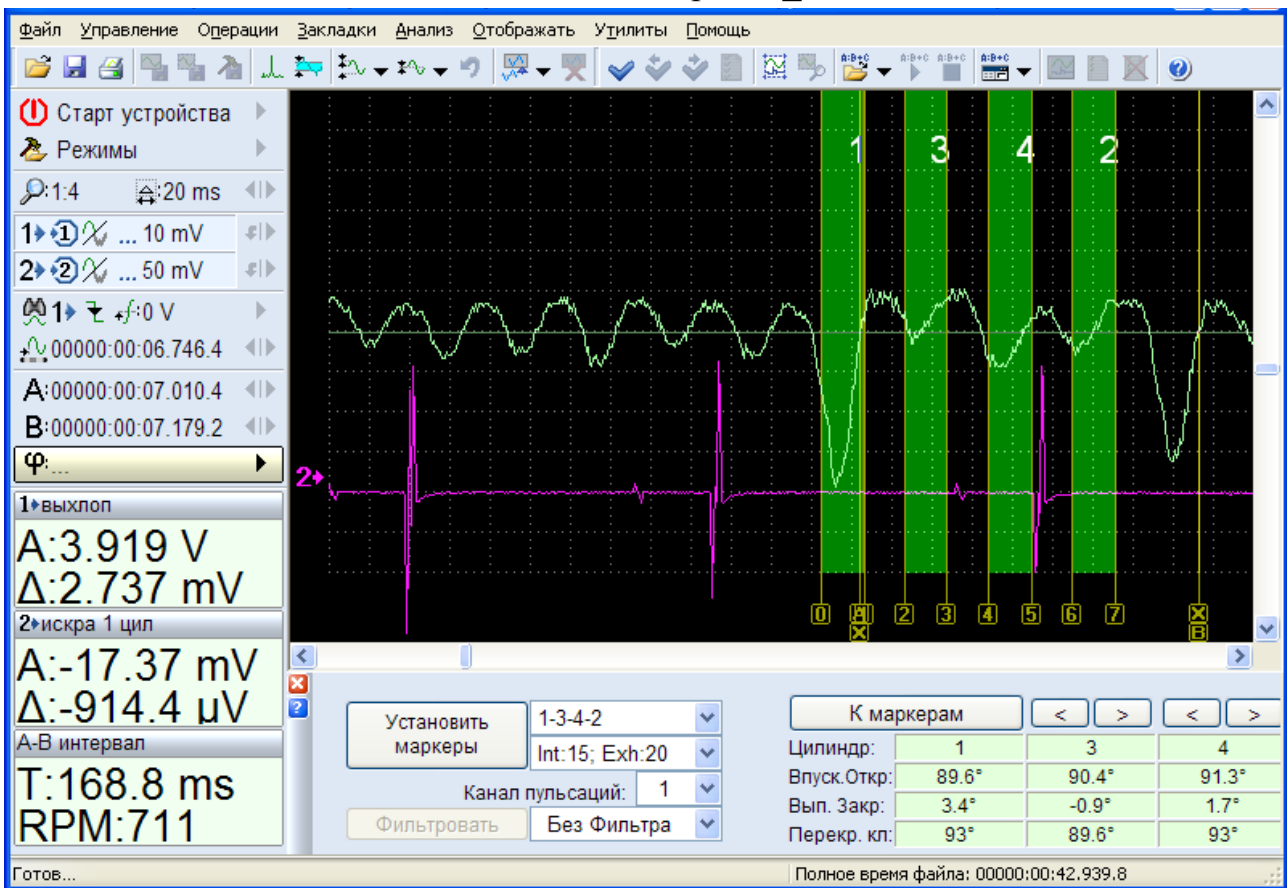 Файл Управление Операции Закладки Анализ Отображать Утилиты Помощь
A:B+C A:B+C A:B+C A:B+C
Старт устройства
Режимы
1:4 20 ms
1 1 ... 10 mV
2 2 ... 50 mV
1 f:0 V
00000:00:06.746.4
A:00000:00:07.010.4
B:00000:00:07.179.2
φ:...
1 3 4 2
2
0 A 2 3 4 5 6 7 X
X B
1 выхлоп
A:3.919 V
Δ:2.737 mV
2 искра 1 цил
A:-17.37 mV
Δ:-914.4 µV
A-B интервал
T:168.8 ms
RPM:711
Установить маркеры
1-3-4-2
Int:15; Exh:20
Канал пульсаций: 1
Фильтровать Без Фильтра
К маркерам < > < >
Цилиндр: 1 3 4
Впуск.Откр: 89.6° 90.4° 91.3°
Вып. Закр: 3.4° -0.9° 1.7°
Перекр. кл: 93° 89.6° 93°
Готов...
Полное время файла: 00000:00:42.939.8